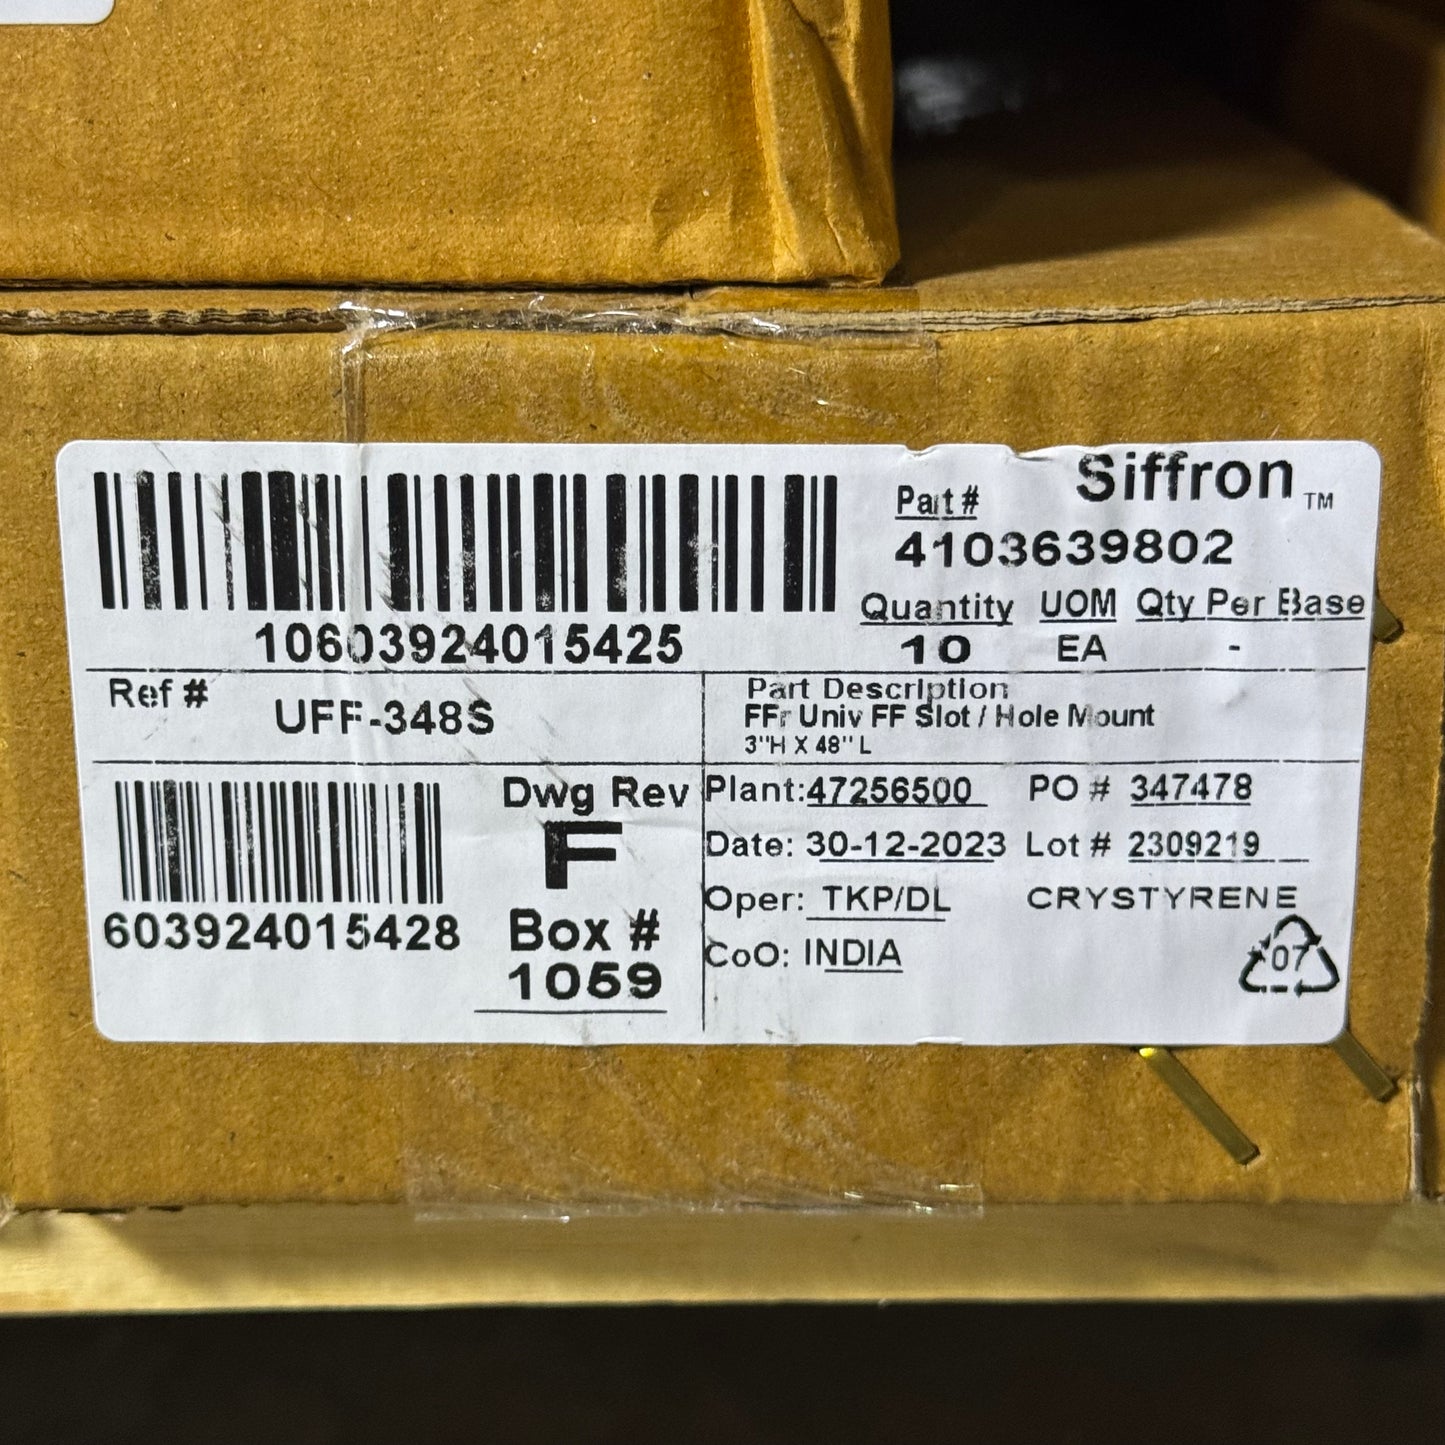 Siffron TM
Part #
4103639802
Quantity UOM Qty Per Base
10 EA -
10603924015425
Ref # UFF-348S
Part Description
FFr Univ FF Slot / Hole Mount
3"H X 48" L
603924015428
Dwg Rev
F
Box #
1059
Plant:47256500 PO # 347478
Date: 30-12-2023 Lot # 2309219
Oper: TKP/DL CRYSTYRENE
CoO: INDIA
07